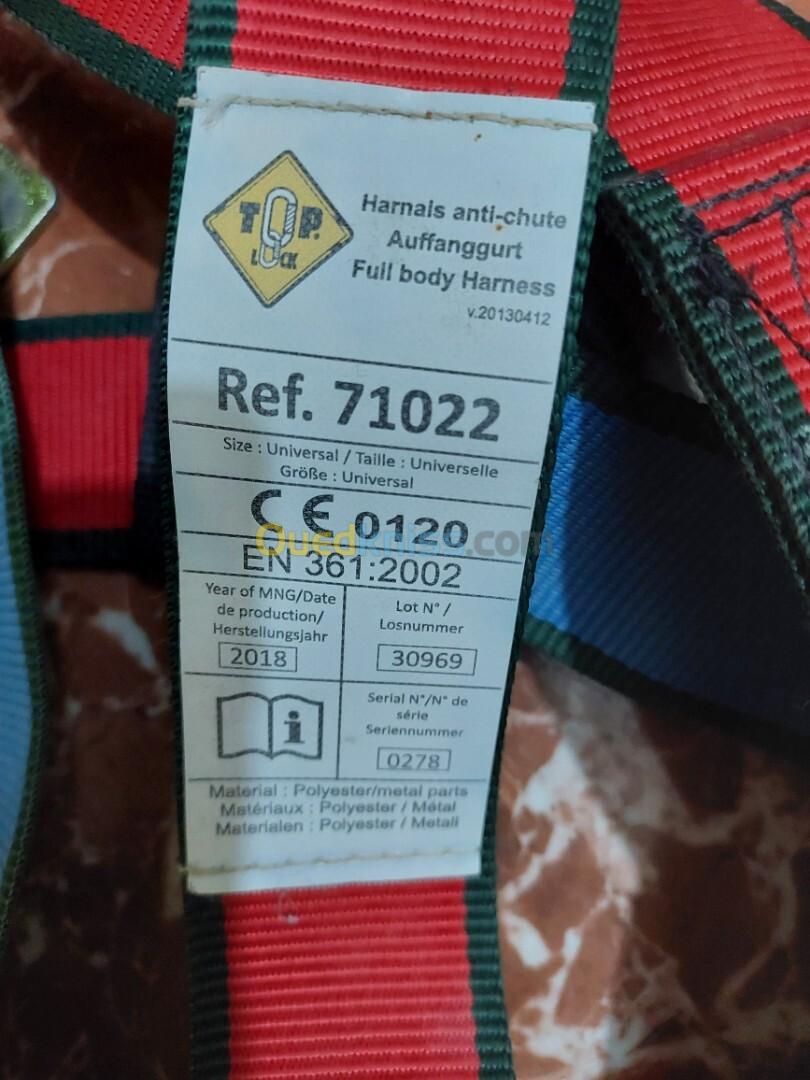 TOP.
LOCK
Harnais anti-chute
Auffanggurt
Full body Harness
v.20130412
Ref. 71022
Size : Universal / Taille : Universelle
Größe : Universal
CE 0120
Ouedkniss.com
EN 361:2002
Year of MNG/Date
de production/
Herstellungsjahr
2018
Lot N° /
Losnummer
30969
i
Serial N°/N° de
série
Seriennummer
0278
Material : Polyester/metal parts
Matériaux : Polyester / Métal
Materialen : Polyester / Metall